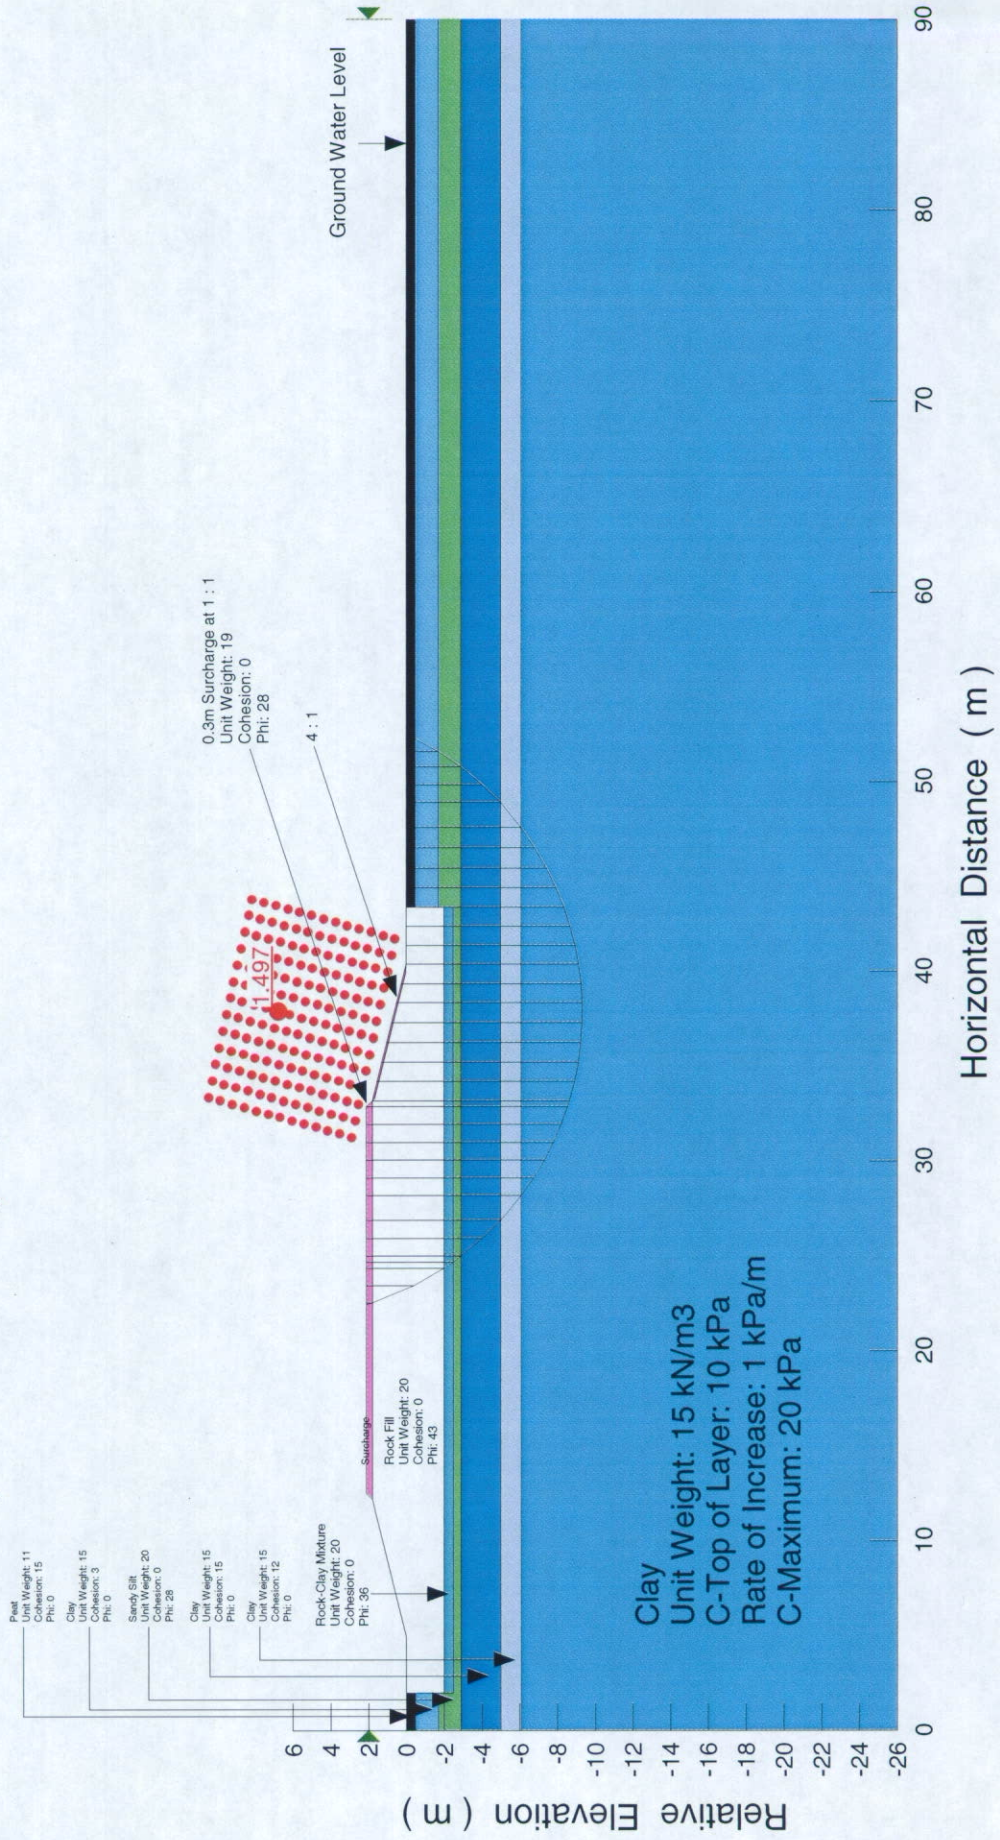 Peat
Unit Weight: 11
Cohesion: 15
Phi: 0
Clay
Unit Weight: 15
Cohesion: 3
Phi: 0
Sandy Silt
Unit Weight: 20
Cohesion: 0
Phi: 28
Clay
Unit Weight: 15
Cohesion: 15
Phi: 0
Clay
Unit Weight: 15
Cohesion: 12
Phi: 0
Rock-Clay Mixture
Unit Weight: 20
Cohesion: 0
Phi: 36
Surcharge
Rock Fill
Unit Weight: 20
Cohesion: 0
Phi: 43
0.3m Surcharge at 1 : 1
Unit Weight: 19
Cohesion: 0
Phi: 28
4 : 1
1.497
Ground Water Level
Clay
Unit Weight: 15 kN/m3
C-Top of Layer: 10 kPa
Rate of Increase: 1 kPa/m
C-Maximum: 20 kPa
6
4
2
0
-2
-4
-6
-8
-10
-12
-14
-16
-18
-20
-22
-24
-26
Relative Elevation ( m )
0
10
20
30
40
50
60
70
80
90
Horizontal Distance ( m )